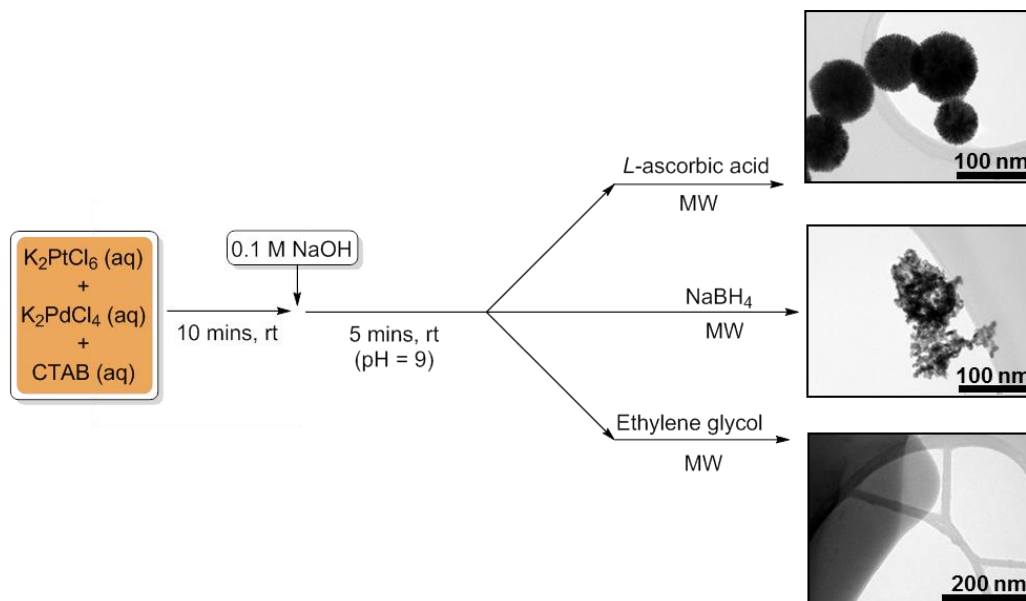 K₂PtCl₆ (aq)
+
K₂PdCl₄ (aq)
+
CTAB (aq)
10 mins, rt
0.1 M NaOH
5 mins, rt
(pH = 9)
L-ascorbic acid
MW
100 nm
NaBH₄
MW
100 nm
Ethylene glycol
MW
200 nm